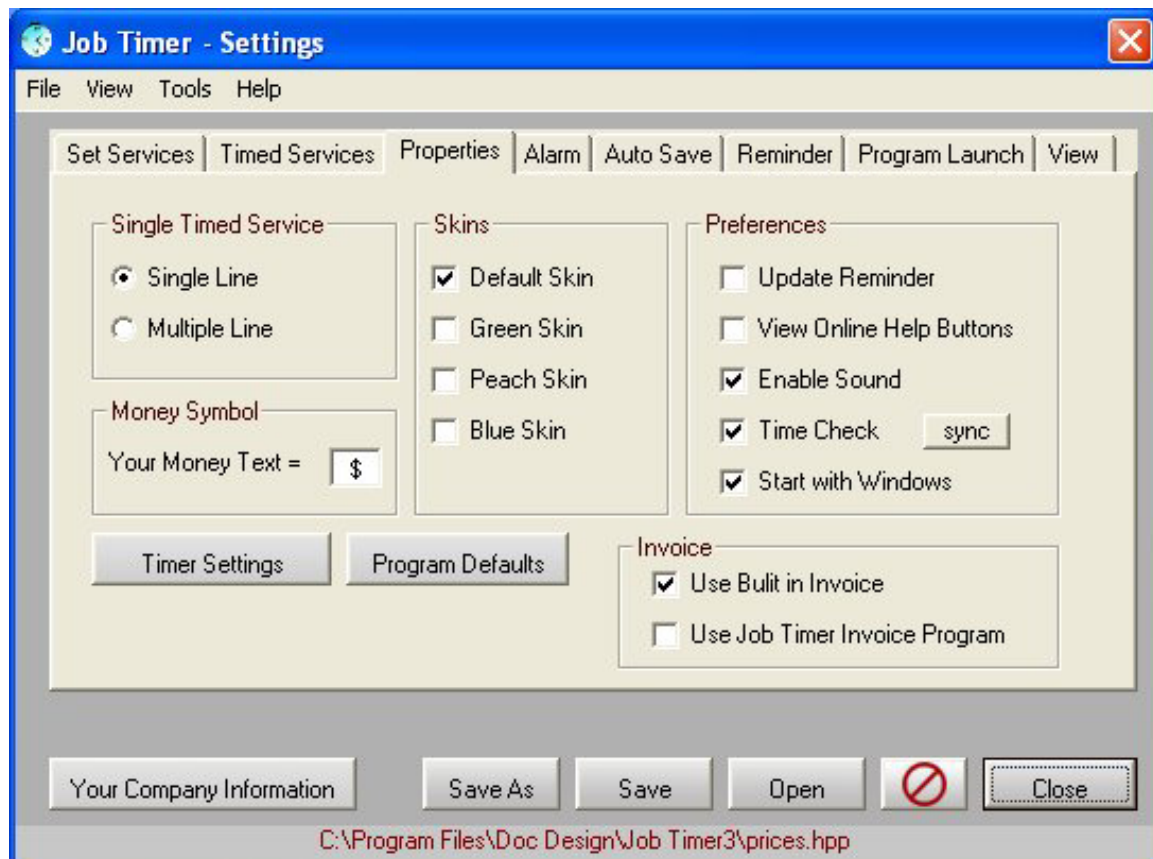 Job Timer - Settings
File View Tools Help
Set Services Timed Services Properties Alarm Auto Save Reminder Program Launch View
Single Timed Service
Single Line
Multiple Line
Money Symbol
Your Money Text = $
Skins
Default Skin
Green Skin
Peach Skin
Blue Skin
Preferences
Update Reminder
View Online Help Buttons
Enable Sound
Time Check sync
Start with Windows
Timer Settings Program Defaults
Invoice
Use Bulit in Invoice
Use Job Timer Invoice Program
Your Company Information Save As Save Open Close
C:\Program Files\Doc Design\Job Timer3\prices.hpp